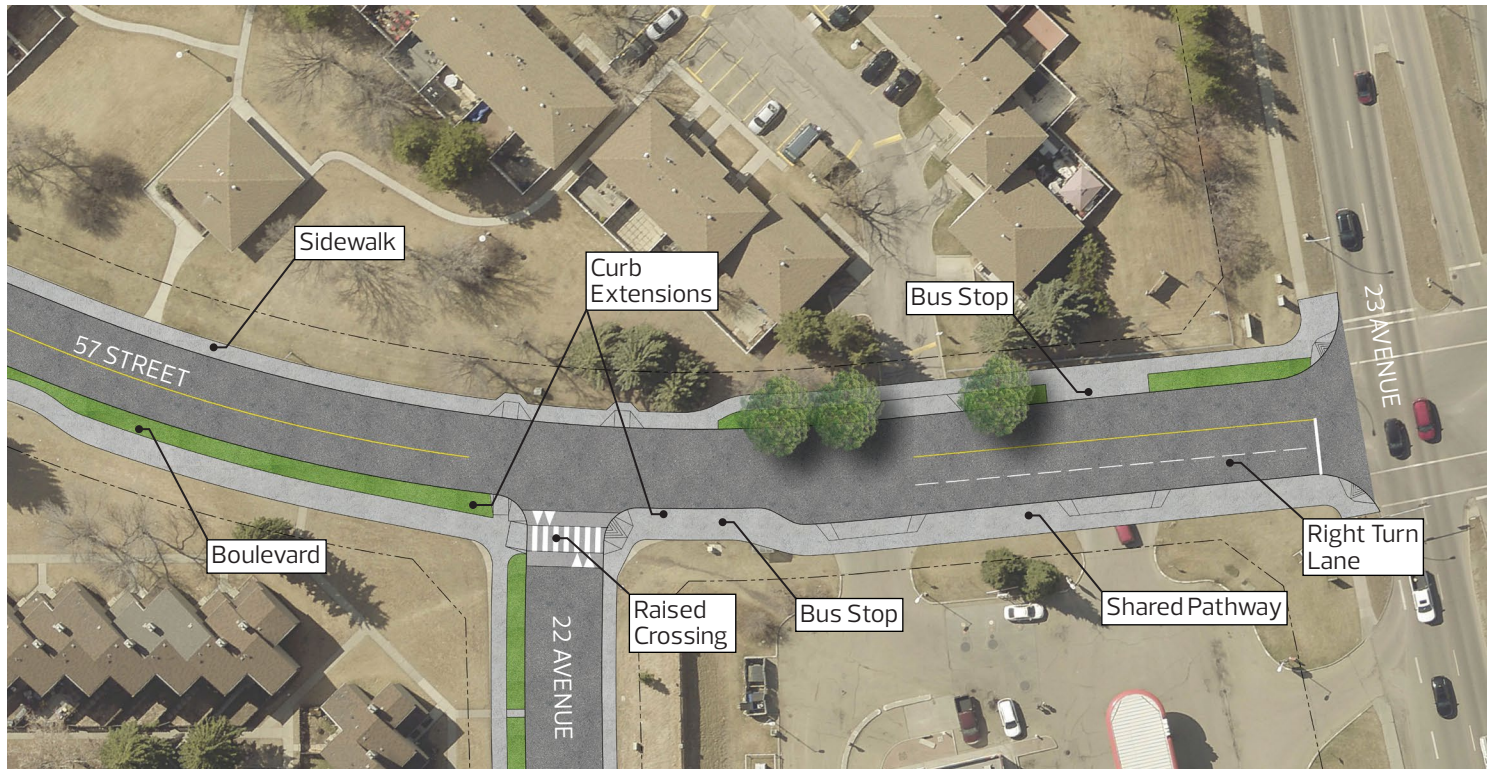 Sidewalk
Curb
Extensions
Bus Stop
23 AVENUE
57 STREET
Boulevard
Raised
Crossing
Bus Stop
Shared Pathway
Right Turn
Lane
22 AVENUE